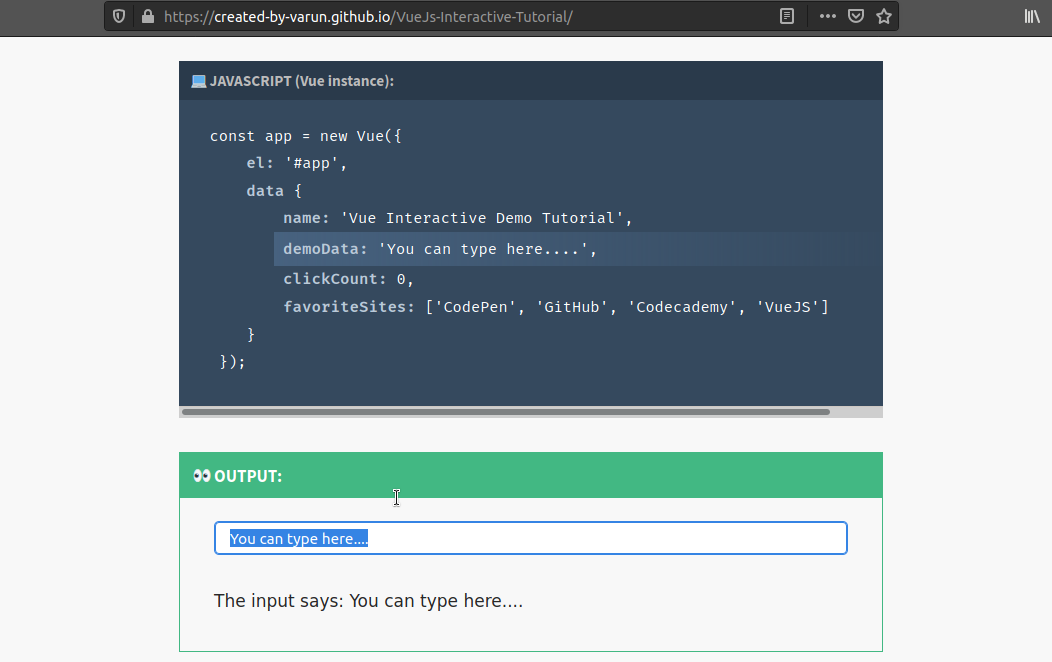 https://created-by-varun.github.io/VueJs-Interactive-Tutorial/
JAVASCRIPT (Vue instance):
const app = new Vue({
el: '#app',
data {
name: 'Vue Interactive Demo Tutorial',
demoData: 'You can type here....',
clickCount: 0,
favoriteSites: ['CodePen', 'GitHub', 'Codecademy', 'VueJS']
}
});
OUTPUT:
You can type here....
The input says: You can type here....